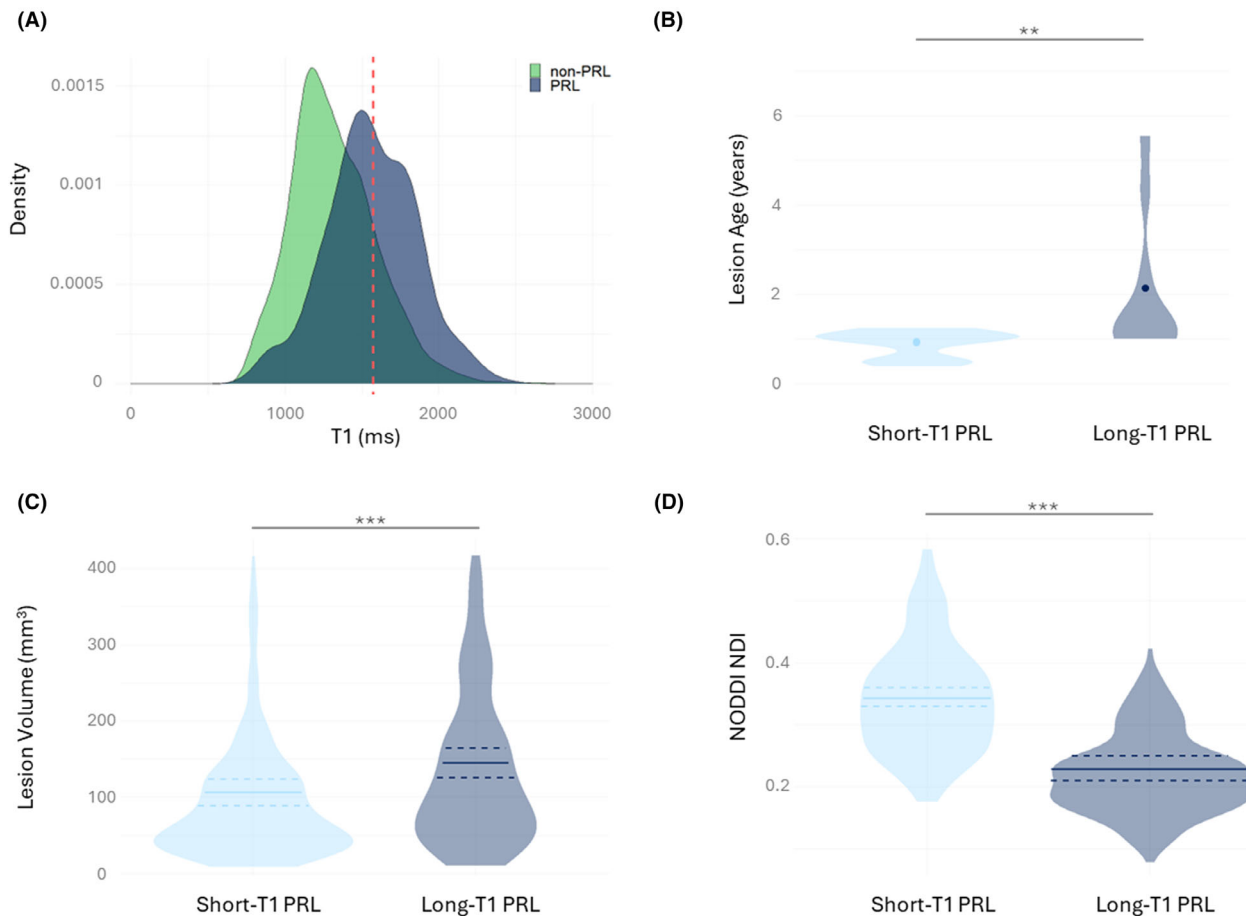 (A)
non-PRL
PRL
0.0015
0.001
0.0005
0
Density
0 1000 2000 3000
T1 (ms)
(B)
**
6
4
2
0
Lesion Age (years)
Short-T1 PRL Long-T1 PRL
(C)
***
400
300
200
100
0
Lesion Volume (mm³)
Short-T1 PRL Long-T1 PRL
(D)
***
0.6
0.4
0.2
NODDI NDI
Short-T1 PRL Long-T1 PRL